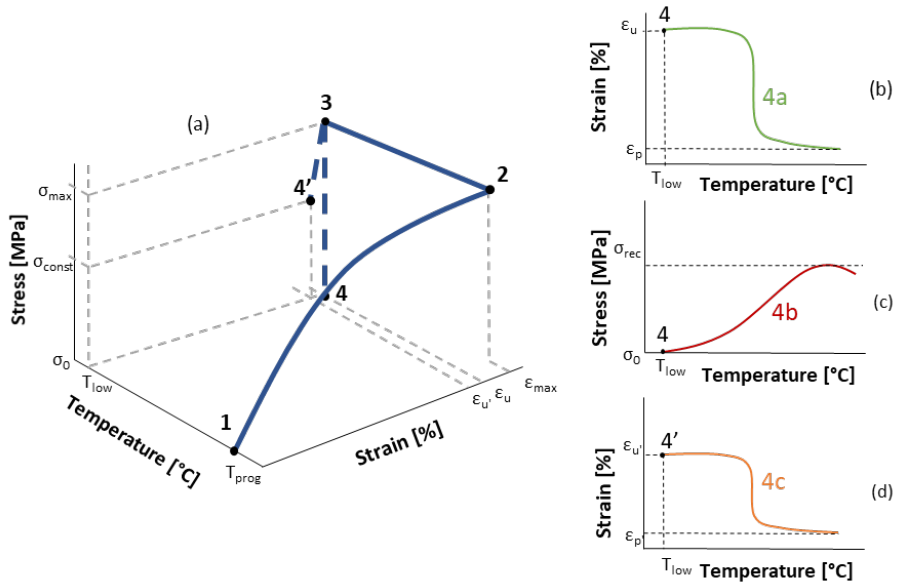 (a)
3
2
4'
4
1
σmax
σconst
σ0
Stress [MPa]
Tlow
Temperature [°C]
Tprog
Strain [%]
εu' εu εmax
εu
4
4a
(b)
Strain [%]
εp
Tlow
Temperature [°C]
σrec
Stress [MPa]
4b
(c)
4
σ0
Tlow
Temperature [°C]
εu'
4'
4c
(d)
Strain [%]
εp'
Tlow
Temperature [°C]